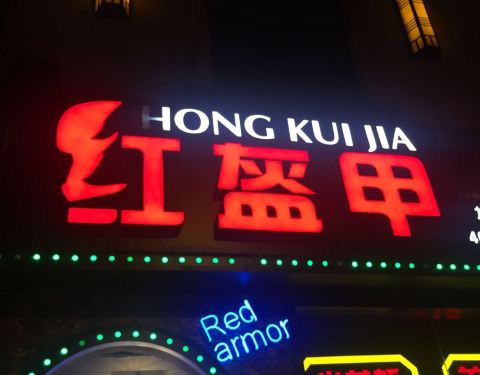 HONG KUI JIA
红盔甲
Red
armor